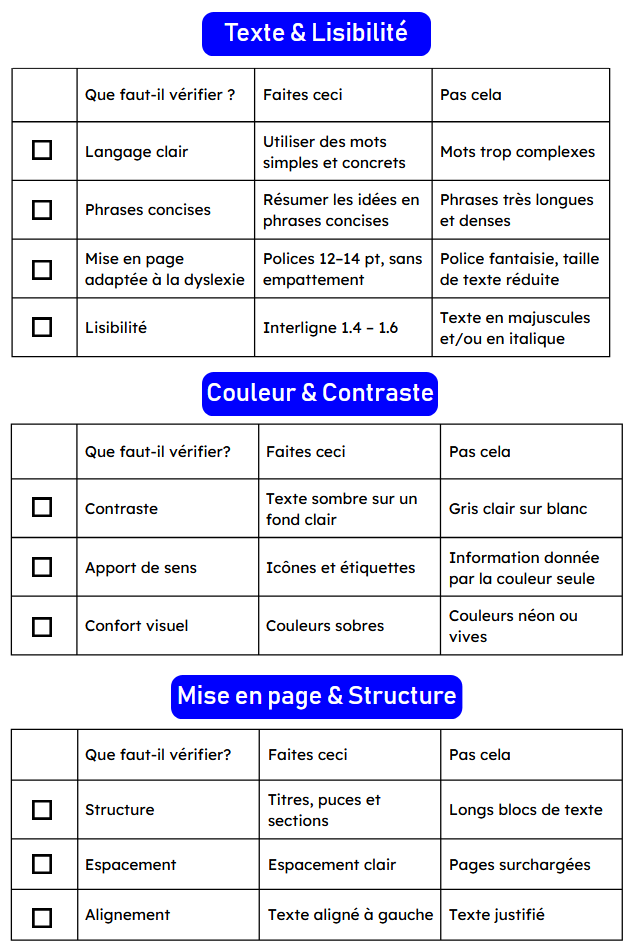 Texte & Lisibilité
Que faut-il vérifier ?
Faites ceci
Pas cela
Langage clair
Utiliser des mots
simples et concrets
Mots trop complexes
Phrases concises
Résumer les idées en
phrases concises
Phrases très longues
et denses
Mise en page
adaptée à la dyslexie
Polices 12–14 pt, sans
empattement
Police fantaisie, taille
de texte réduite
Lisibilité
Interligne 1.4 – 1.6
Texte en majuscules
et/ou en italique
Couleur & Contraste
Que faut-il vérifier?
Faites ceci
Pas cela
Contraste
Texte sombre sur un
fond clair
Gris clair sur blanc
Apport de sens
Icônes et étiquettes
Information donnée
par la couleur seule
Confort visuel
Couleurs sobres
Couleurs néon ou
vives
Mise en page & Structure
Que faut-il vérifier?
Faites ceci
Pas cela
Structure
Titres, puces et
sections
Longs blocs de texte
Espacement
Espacement clair
Pages surchargées
Alignement
Texte aligné à gauche
Texte justifié